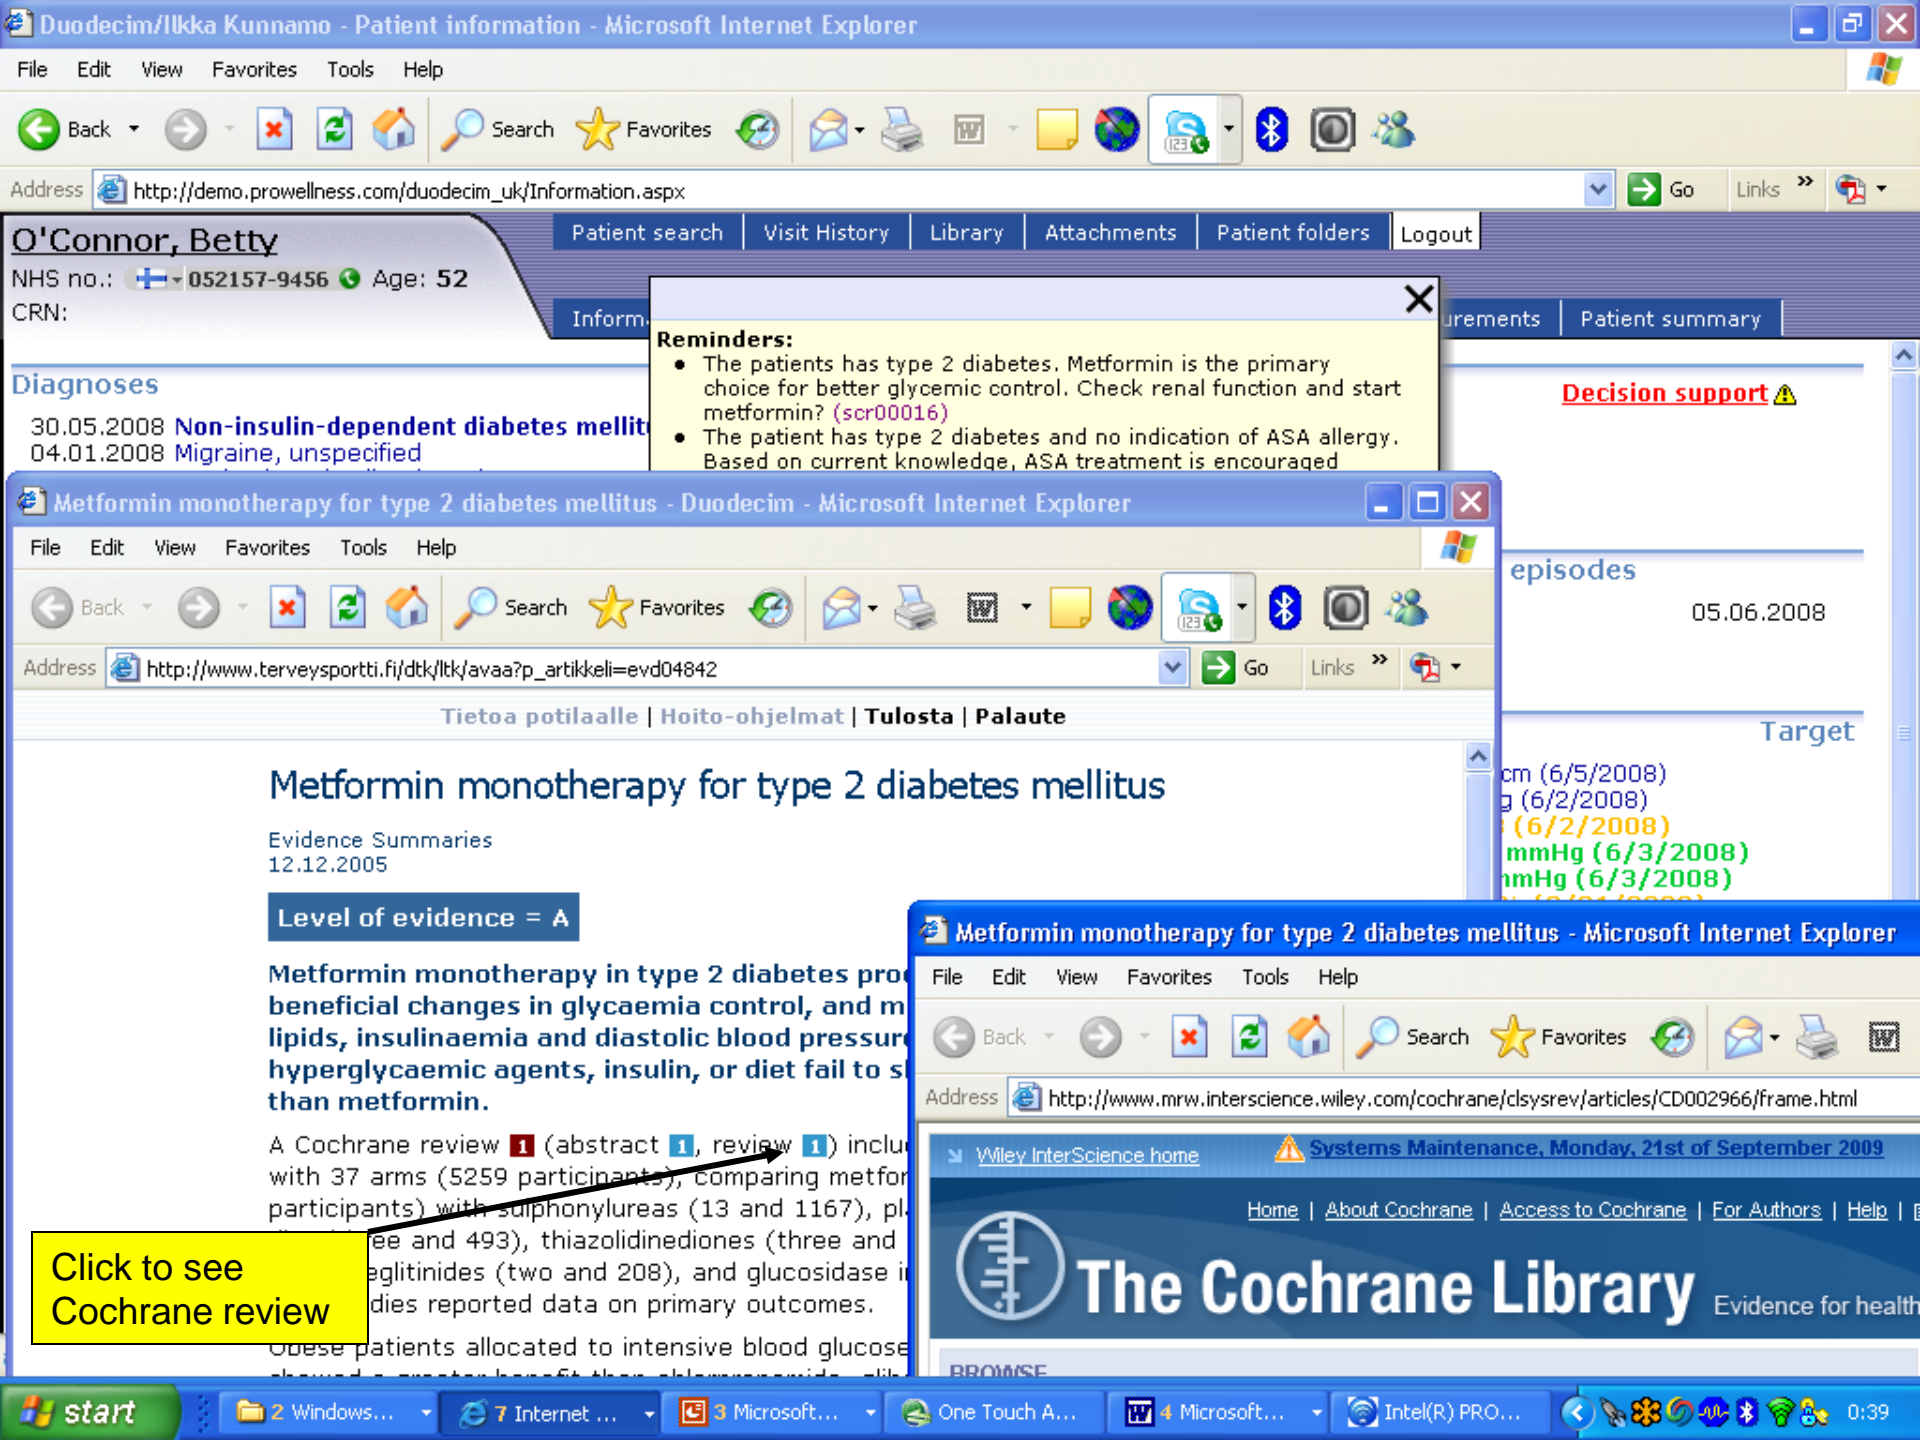 Duodecim/Ilkka Kunnamo - Patient information - Microsoft Internet Explorer
File Edit View Favorites Tools Help
Back Search Favorites
Address http://demo.prowellness.com/duodecim_uk/Information.aspx Go Links »
O'Connor, Betty
Patient search Visit History Library Attachments Patient folders Logout
NHS no.: 052157-9456 Age: 52
CRN:
Patient summary
Reminders:
• The patients has type 2 diabetes. Metformin is the primary
choice for better glycemic control. Check renal function and start
metformin? (scr00016)
• The patient has type 2 diabetes and no indication of ASA allergy.
Based on current knowledge, ASA treatment is encouraged
Diagnoses
Decision support
30.05.2008 Non-insulin-dependent diabetes mellit
04.01.2008 Migraine, unspecified
episodes
05.06.2008
Target
cm (6/5/2008)
g (6/2/2008)
(6/2/2008)
mmHg (6/3/2008)
mmHg (6/3/2008)
Metformin monotherapy for type 2 diabetes mellitus - Duodecim - Microsoft Internet Explorer
File Edit View Favorites Tools Help
Back Search Favorites
Address http://www.terveysportti.fi/dtk/ltk/avaa?p_artikkeli=evd04842 Go Links »
Tietoa potilaalle | Hoito-ohjelmat | Tulosta | Palaute
Metformin monotherapy for type 2 diabetes mellitus
Evidence Summaries
12.12.2005
Level of evidence = A
Metformin monotherapy in type 2 diabetes pro
beneficial changes in glycaemia control, and m
lipids, insulinaemia and diastolic blood pressure
hyperglycaemic agents, insulin, or diet fail to s
than metformin.
A Cochrane review 1 (abstract 1, review 1) inclu
with 37 arms (5259 participants), comparing metfor
participants) with sulphonylureas (13 and 1167), pl
ee and 493), thiazolidinediones (three and
eglitinides (two and 208), and glucosidase i
dies reported data on primary outcomes.
Obese patients allocated to intensive blood glucose
Click to see
Cochrane review
Metformin monotherapy for type 2 diabetes mellitus - Microsoft Internet Explorer
File Edit View Favorites Tools Help
Back Search Favorites
Address http://www.mrw.interscience.wiley.com/cochrane/clsysrev/articles/CD002966/frame.html
Wiley InterScience home
Systems Maintenance, Monday, 21st of September 2009
Home | About Cochrane | Access to Cochrane | For Authors | Help |
The Cochrane Library Evidence for health
BROWSE
start 2 Windows... 7 Internet ... 3 Microsoft... One Touch A... 4 Microsoft... Intel(R) PRO... 0:39